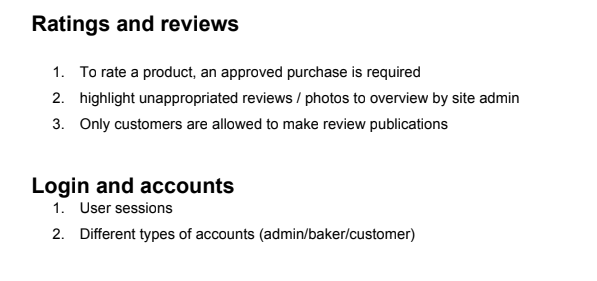 Ratings and reviews
1. To rate a product, an approved purchase is required
2. highlight unappropriated reviews / photos to overview by site admin
3. Only customers are allowed to make review publications
Login and accounts
1. User sessions
2. Different types of accounts (admin/baker/customer)